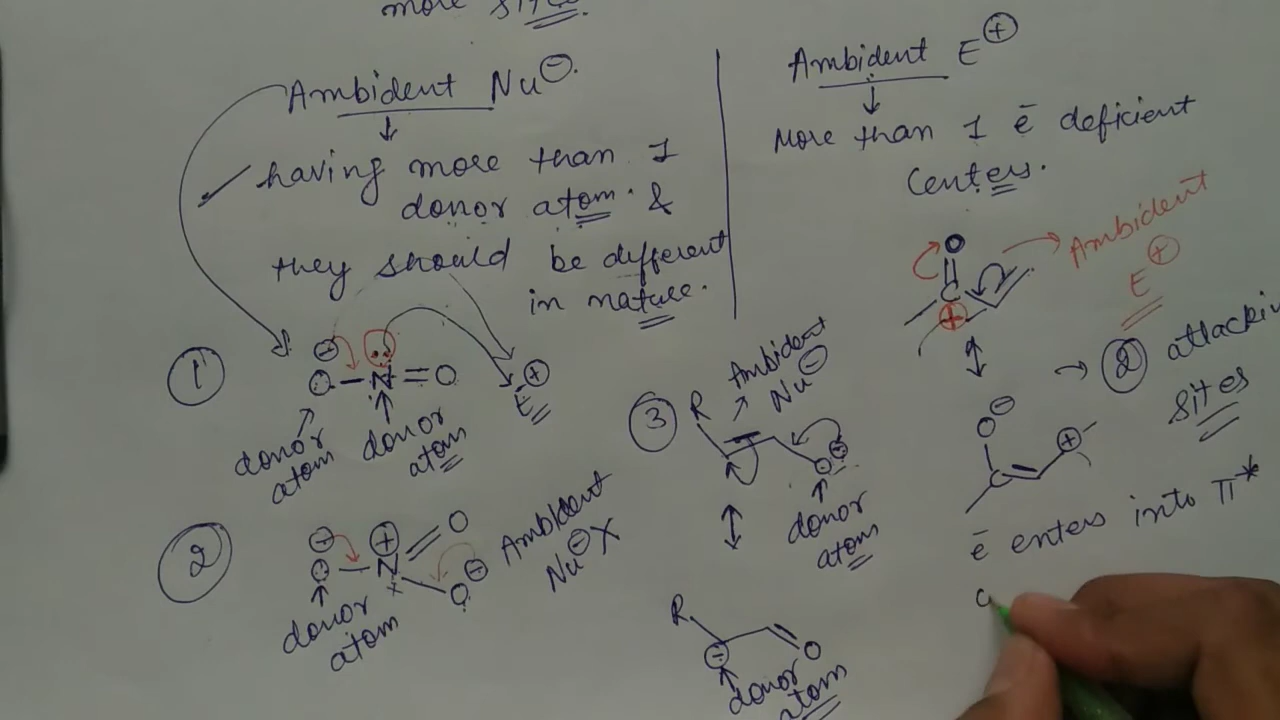 more sites.
Ambident Nu⊖.
↓
having more than 1
donor atom &
they should be different
in nature.
① ⊖
O – N = O
E⊕
donor
atom
donor
atom
② ⊖ ⊕
O – N = O
O⊖
donor
atom
Ambident
Nu⊖ X
③ R
Ambident
Nu⊖
O⊖
donor
atom
R
⊖
O
donor
atom
Ambident E⊕
↓
More than 1 ē deficient
Centers.
O
C
+
Ambident
E⊕
→ ② attackin
sites
O⊖
C
⊕
ē enters into π*